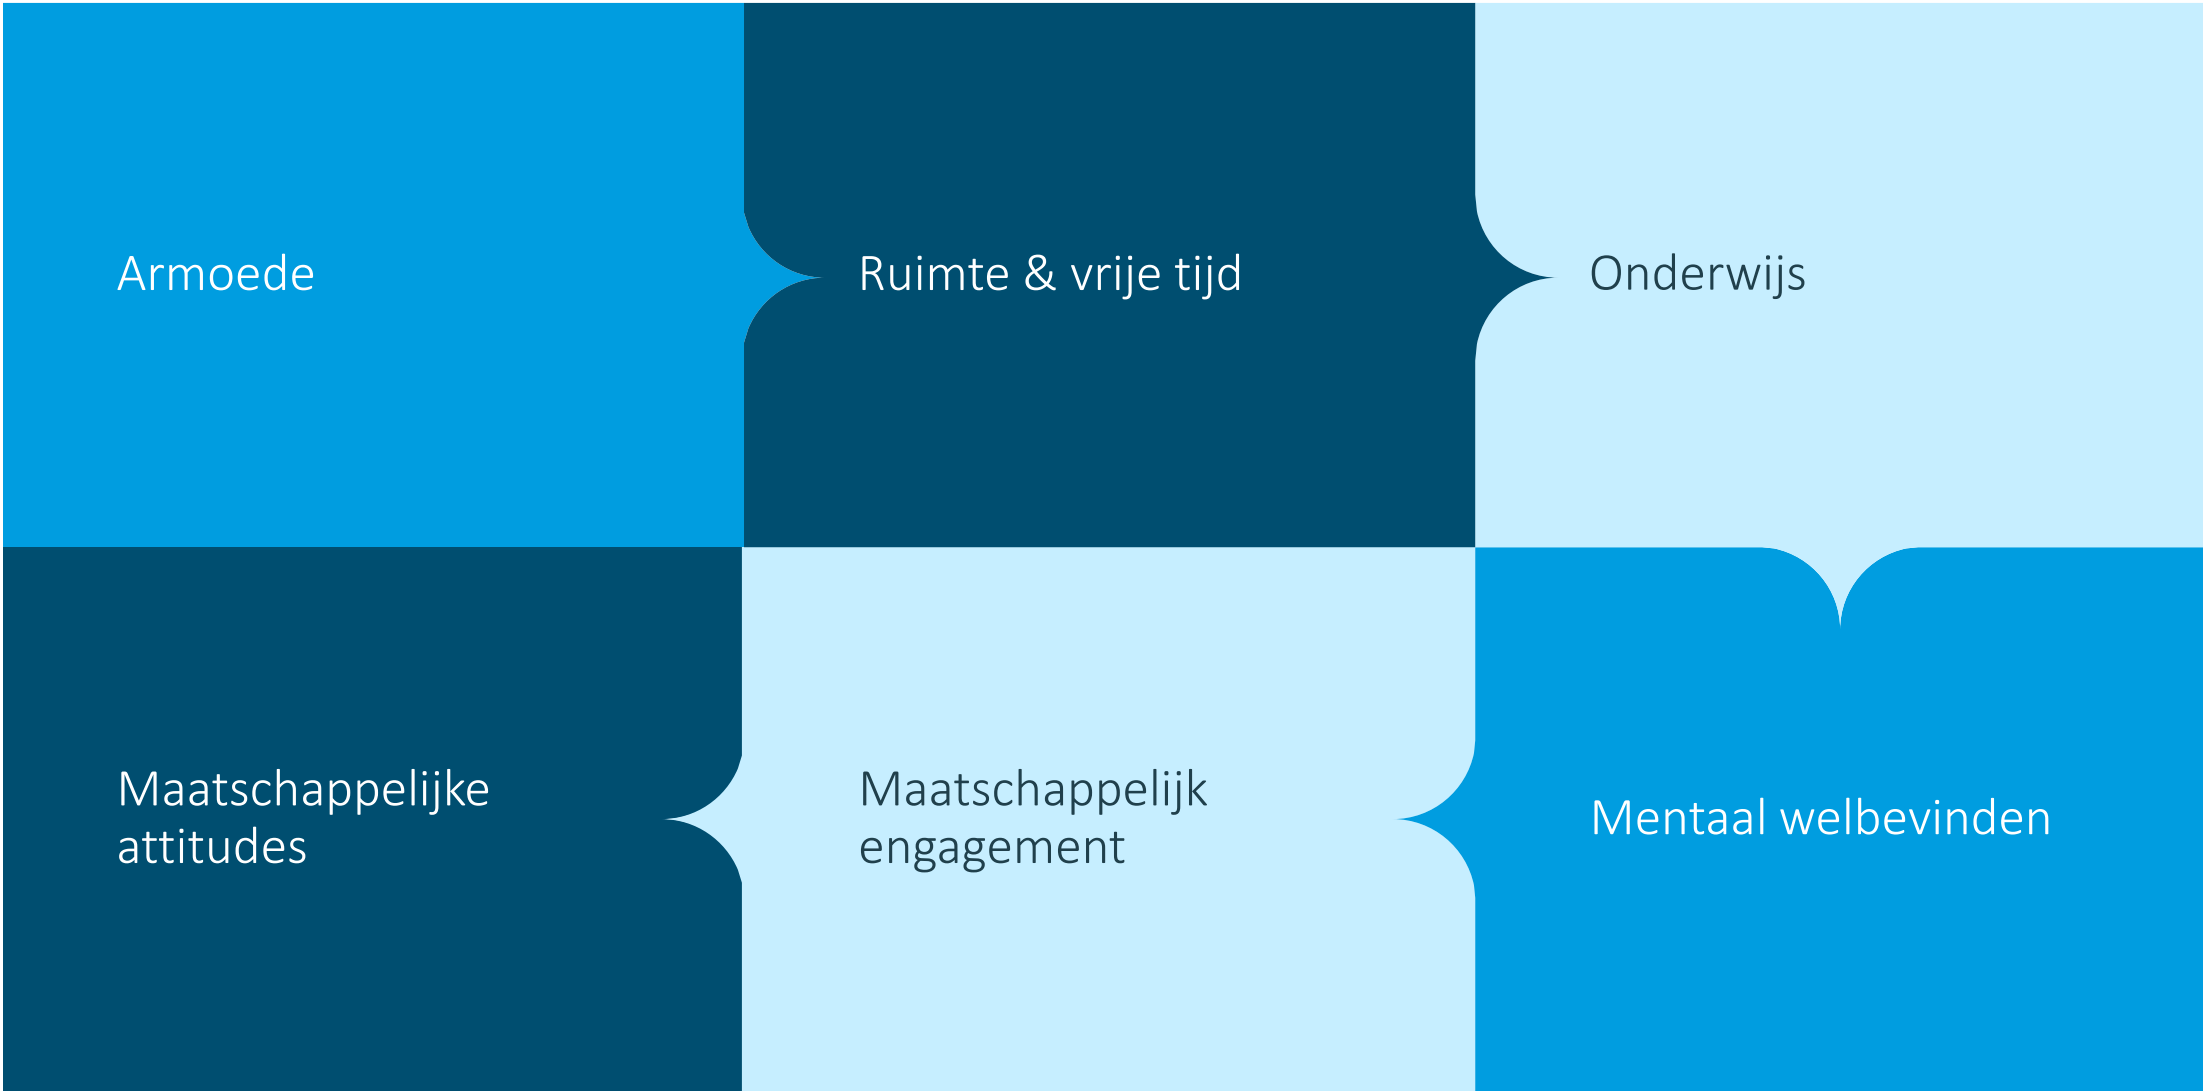 Armoede
Ruimte & vrije tijd
Onderwijs
Maatschappelijke
attitudes
Maatschappelijk
engagement
Mentaal welbevinden